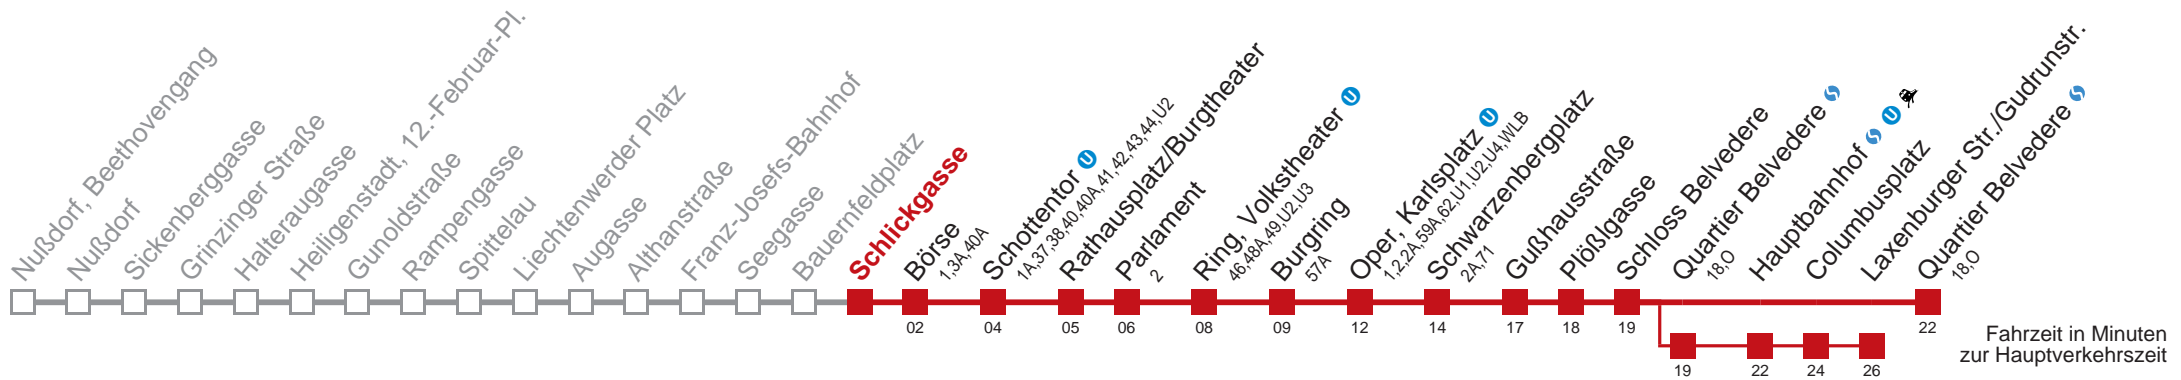 Nußdorf, Beethovengang
Nußdorf
Sickenberggasse
Grinzinger Straße
Halteraugasse
Heiligenstadt, 12.-Februar-Pl.
Gunoldstraße
Rampengasse
Spittelau
Liechtenwerder Platz
Augasse
Althanstraße
Franz-Josefs-Bahnhof
Seegasse
Bauernfeldplatz
Schlickgasse
Börse
1,3A,40A
Schottentor U
1A,37,38,40,40A,41,42,43,44,U2
Rathausplatz/Burgtheater
Parlament
2
Ring, Volkstheater U
46,48A,49,U2,U3
Burgring
57A
Oper, Karlsplatz U
1,2,2A,59A,62,U1,U2,U4,WLB
Schwarzenbergplatz
2A,71
Gußhausstraße
Plößlgasse
Schloss Belvedere
Quartier Belvedere S
18,O
Hauptbahnhof S U
Columbusplatz
Laxenburger Str./Gudrunstr.
Quartier Belvedere S
18,O
02 04 05 06 08 09 12 14 17 18 19 22
19 22 24 26
Fahrzeit in Minuten
zur Hauptverkehrszeit